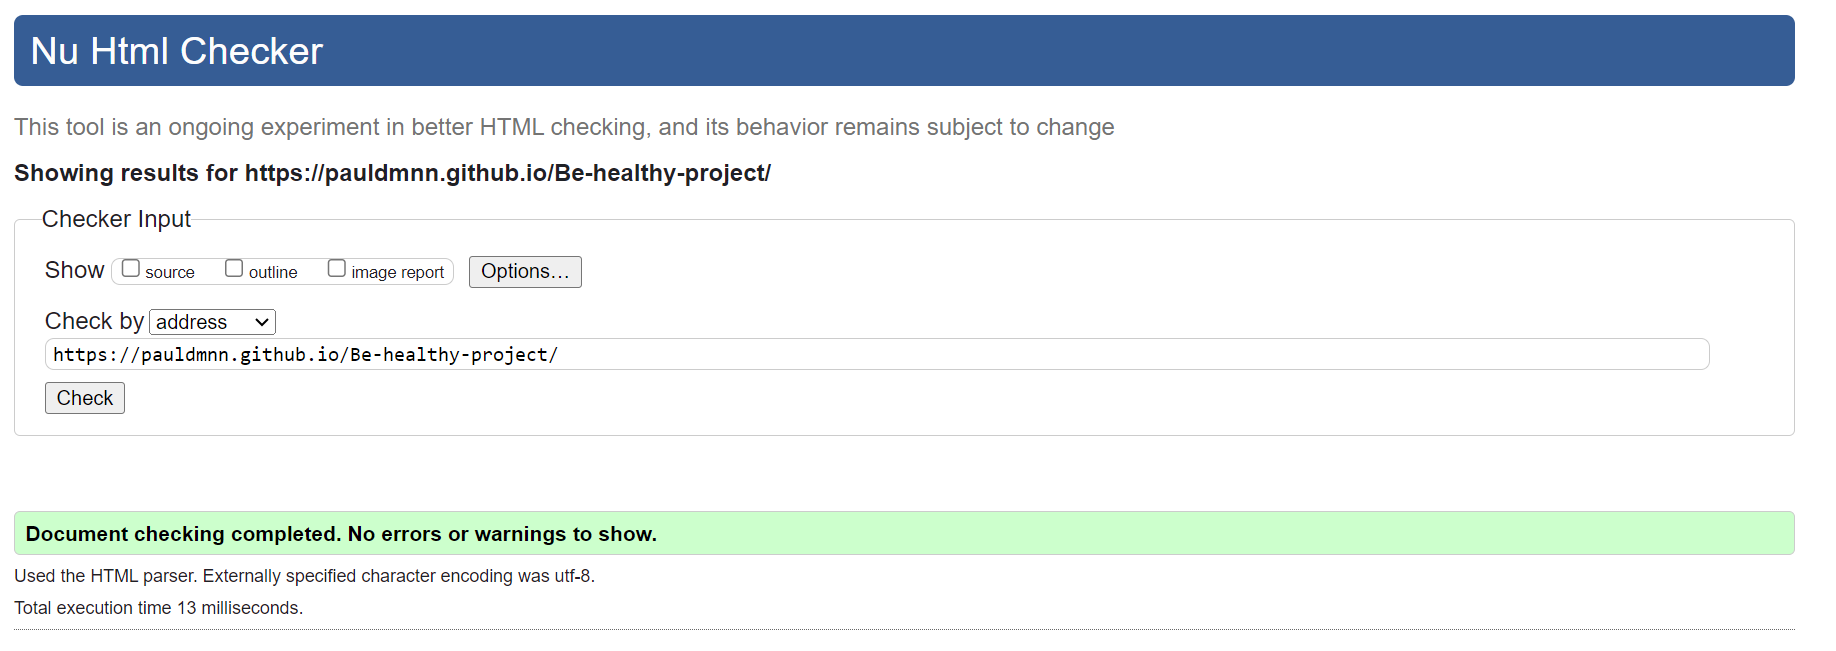 Nu Html Checker
This tool is an ongoing experiment in better HTML checking, and its behavior remains subject to change
Showing results for https://pauldmnn.github.io/Be-healthy-project/
Checker Input
Show source outline image report Options...
Check by address
https://pauldmnn.github.io/Be-healthy-project/
Check
Document checking completed. No errors or warnings to show.
Used the HTML parser. Externally specified character encoding was utf-8.
Total execution time 13 milliseconds.